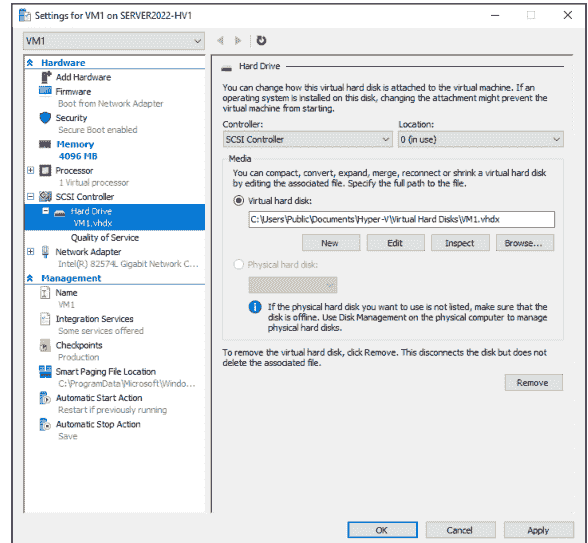 Settings for VM1 on SERVER2022-HV1
VM1
Hardware
Add Hardware
Firmware
Boot from Network Adapter
Security
Secure Boot enabled
Memory
4096 MB
Processor
1 Virtual processor
SCSI Controller
Hard Drive
VM1.vhdx
Quality of Service
Network Adapter
Intel(R) 82574L Gigabit Network C...
Management
Name
VM1
Integration Services
Some services offered
Checkpoints
Production
Smart Paging File Location
C:\ProgramData\Microsoft\Windo...
Automatic Start Action
Restart if previously running
Automatic Stop Action
Save
Hard Drive
You can change how this virtual hard disk is attached to the virtual machine. If an
operating system is installed on this disk, changing the attachment might prevent the
virtual machine from starting.
Controller:
Location:
SCSI Controller
0 (in use)
Media
You can compact, convert, expand, merge, reconnect or shrink a virtual hard disk
by editing the associated file. Specify the full path to the file.
Virtual hard disk:
C:\Users\Public\Documents\Hyper-V\Virtual Hard Disks\VM1.vhdx
New
Edit
Inspect
Browse...
Physical hard disk:
If the physical hard disk you want to use is not listed, make sure that the
disk is offline. Use Disk Management on the physical computer to manage
physical hard disks.
To remove the virtual hard disk, click Remove. This disconnects the disk but does not
delete the associated file.
Remove
OK
Cancel
Apply